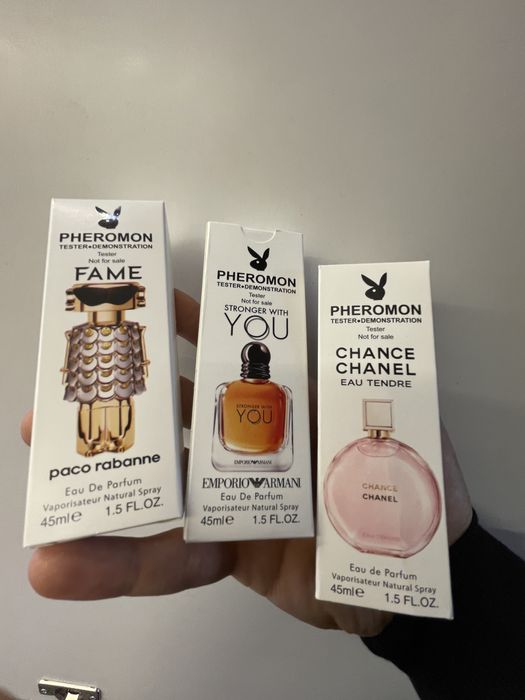 PHEROMON
TESTER•DEMONSTRATION
Tester
Not for sale
FAME
paco rabanne
Eau De Parfum
Vaporisateur Natural Spray
45ml e 1.5 FL.OZ.
PHEROMON
TESTER•DEMONSTRATION
Tester
Not for sale
STRONGER WITH
YOU
STRONGER WITH
YOU
EMPORIO ARMANI
EMPORIO ARMANI
Eau De Parfum
Vaporisateur Natural Spray
45ml e 1.5 FL.OZ.
PHEROMON
TESTER•DEMONSTRATION
Tester
Not for sale
CHANCE
CHANEL
EAU TENDRE
CHANCE
CHANEL
Eau de Parfum
Vaporisateur Natural Spray
45ml e 1.5 FL.OZ.